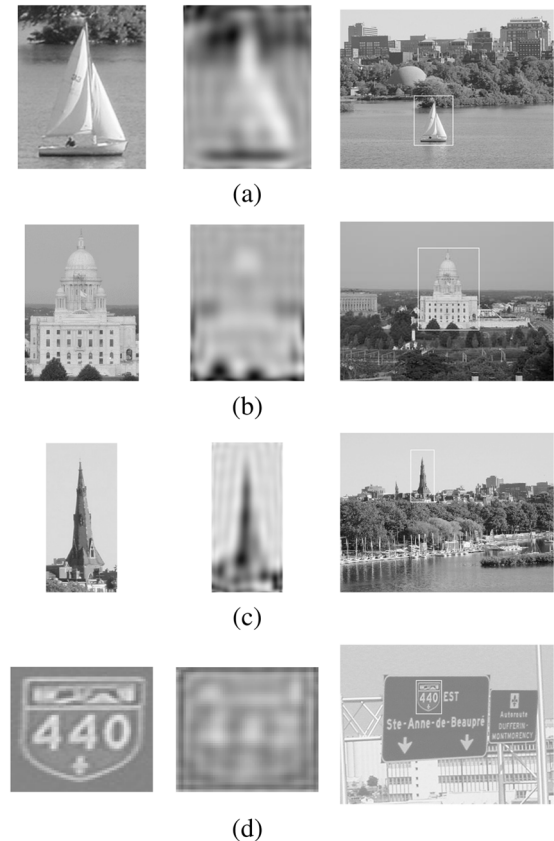 (a)
(b)
(c)
440
(d)
440
EST
Ste-Anne-de-Beaupré
Autoroute
DUFFERIN-
MONTMORENCY